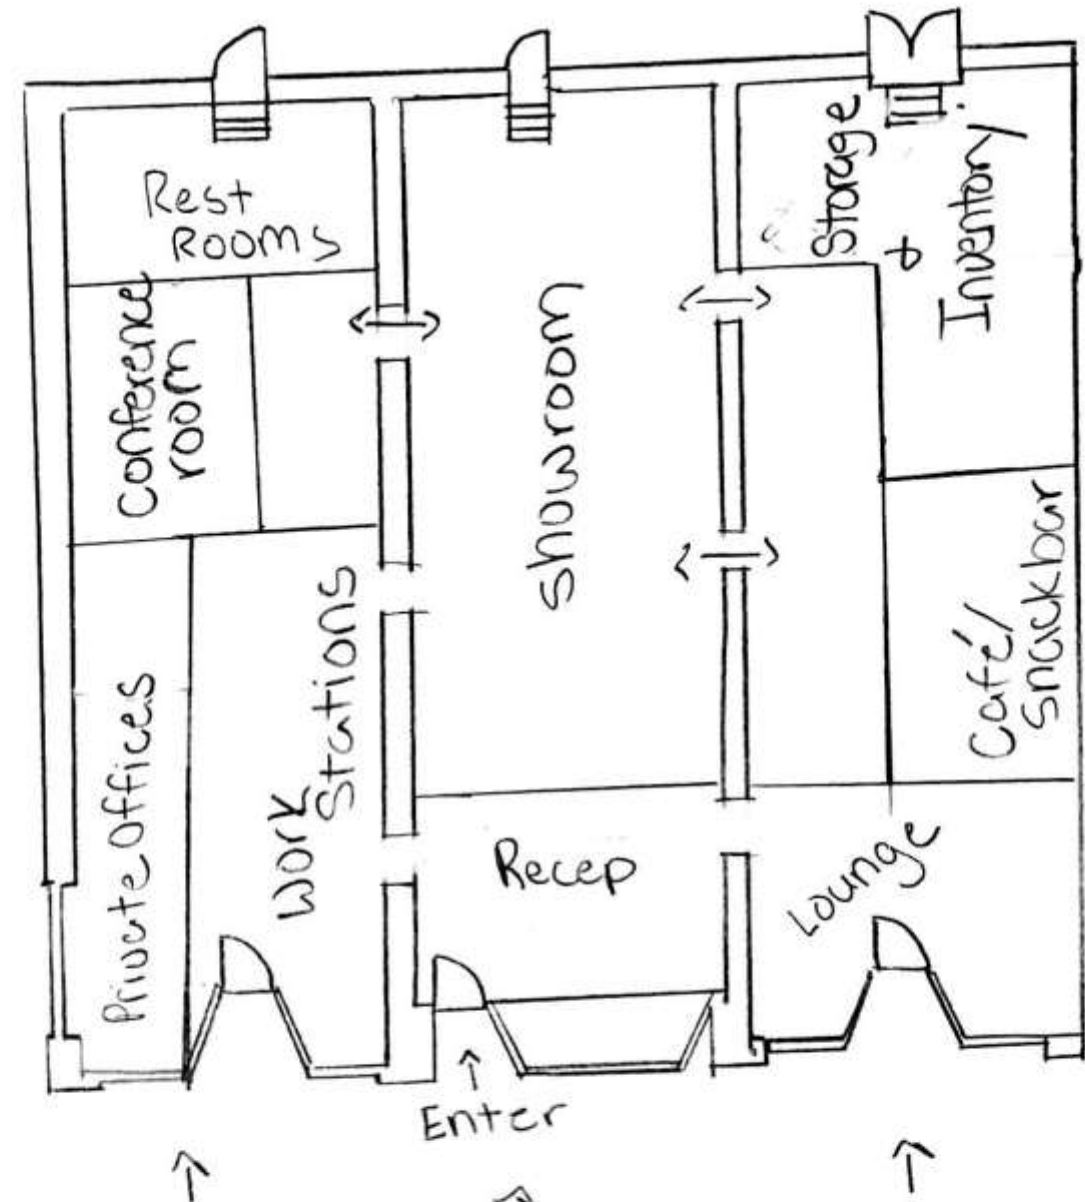 Rest
Rooms
Storage
&
Inventory
Conference
room
showroom
Café/
Snackbar
Private Offices
Work
Stations
Recep
Lounge
Enter